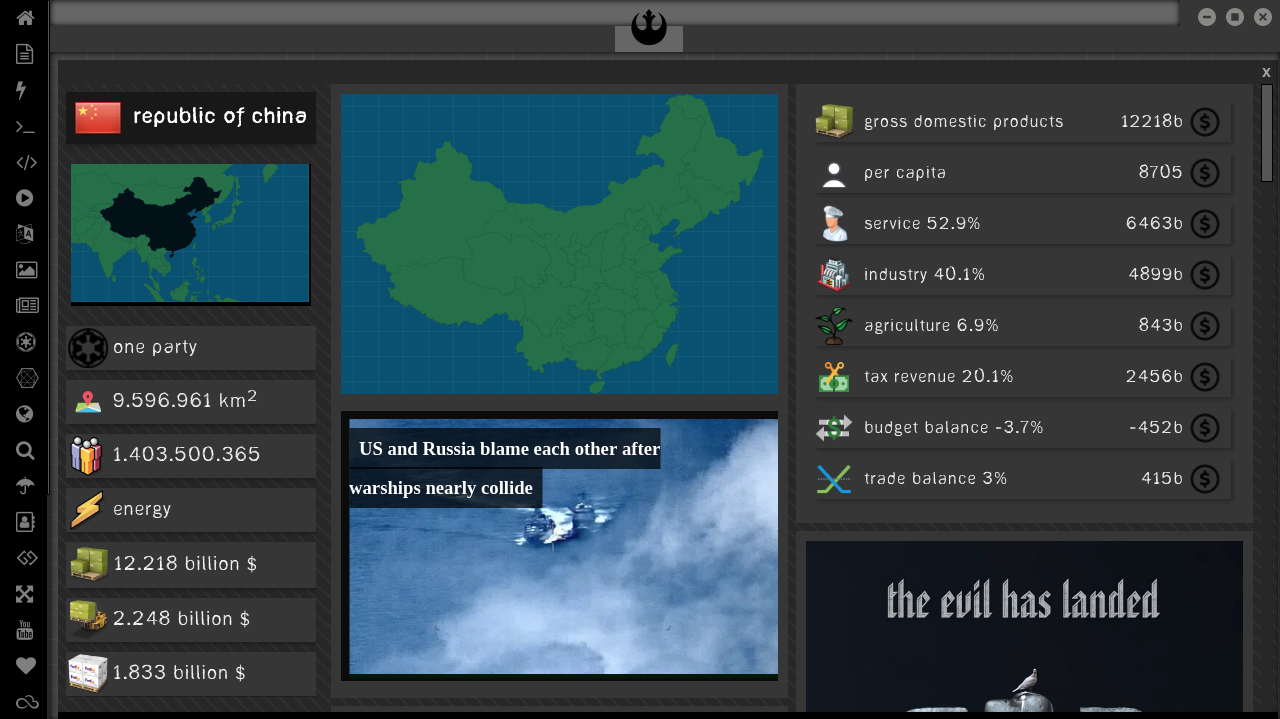 x
republic of china
one party
9.596.961 km²
1.403.500.365
energy
12.218 billion $
2.248 billion $
1.833 billion $
US and Russia blame each other after
warships nearly collide
gross domestic products 12218b
per capita 8705
service 52.9% 6463b
industry 40.1% 4899b
agriculture 6.9% 843b
tax revenue 20.1% 2456b
budget balance -3.7% -452b
trade balance 3% 415b
the evil has landed
You
Tube